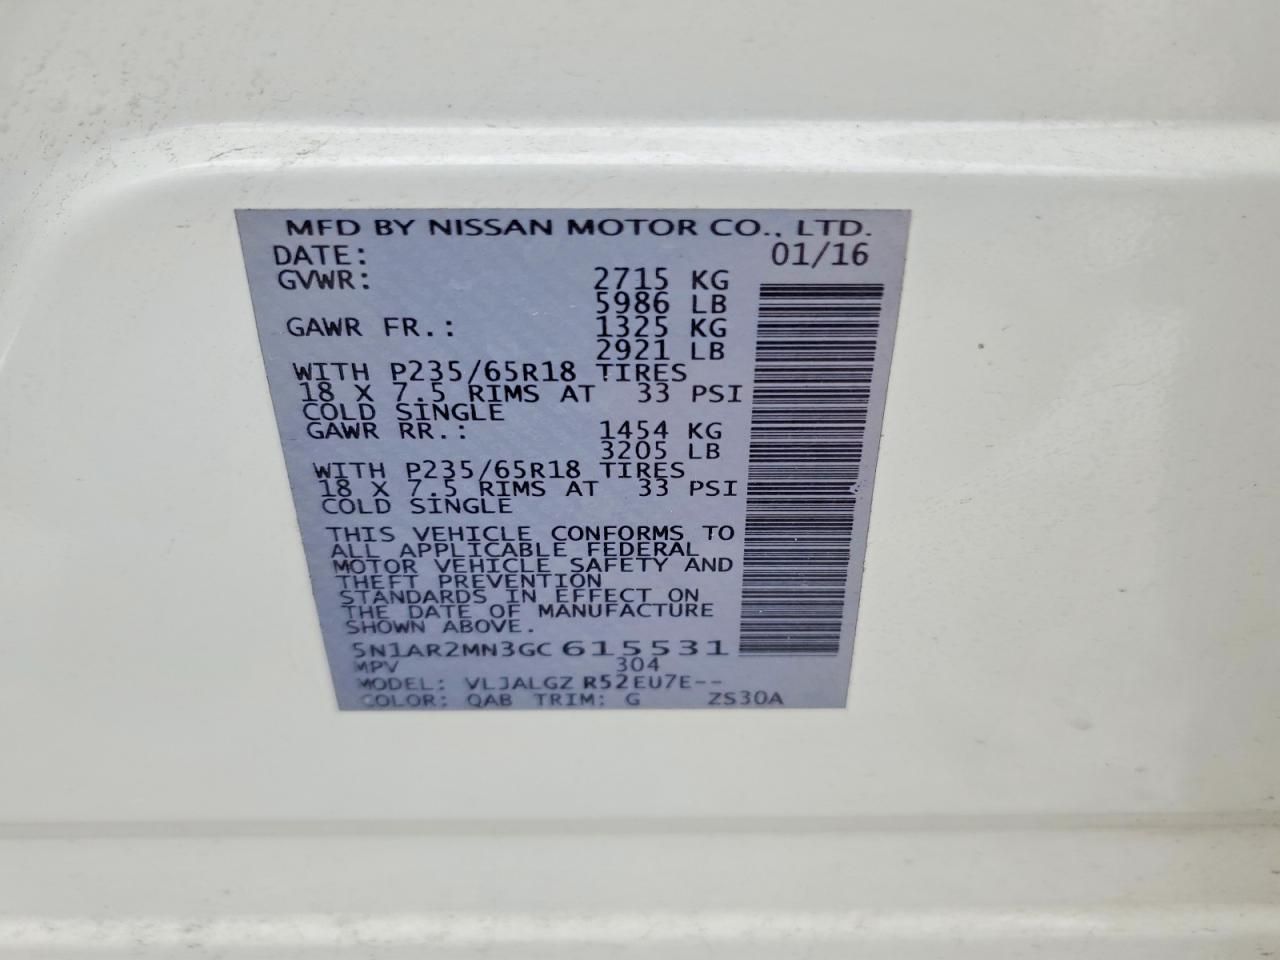 MFD BY NISSAN MOTOR CO., LTD.
DATE: 01/16
GVWR: 2715 KG
5986 LB
GAWR FR.: 1325 KG
2921 LB
WITH P235/65R18 TIRES
18 X 7.5 RIMS AT 33 PSI
COLD SINGLE
GAWR RR.: 1454 KG
3205 LB
WITH P235/65R18 TIRES
18 X 7.5 RIMS AT 33 PSI
COLD SINGLE
THIS VEHICLE CONFORMS TO
ALL APPLICABLE FEDERAL
MOTOR VEHICLE SAFETY AND
THEFT PREVENTION
STANDARDS IN EFFECT ON
THE DATE OF MANUFACTURE
SHOWN ABOVE.
5N1AR2MN3GC615531
MPV 304
MODEL: VLJALGZ R52EU7E--
COLOR: QAB TRIM: G ZS30A